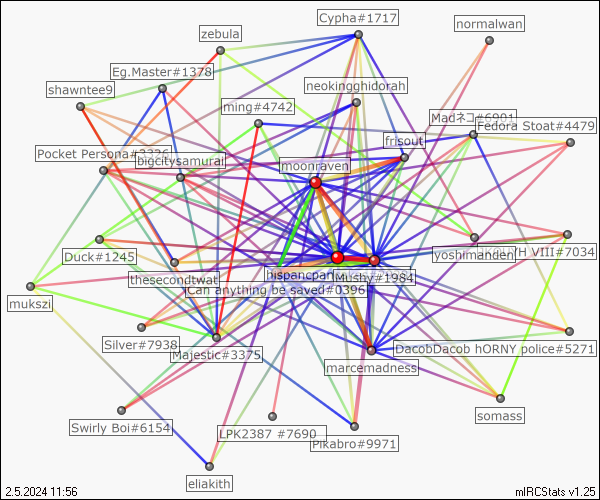 Cypha#1717
normalwan
zebula
Eg.Master#1378
neokingghidorah
shawntee9
ming#4742
Madネコ#6901
Fedora Stoat#4479
frisout
Pocket Persona#3326
bigcitysamurai
moonraven
Duck#1245
yoshimanden
VIII#7034
hispancpan
Mushy#1984
thesecondtwat
Can anything be saved#0396
mukszi
Silver#7938
Majestic#3375
DacobDacob hORNY police#5271
marcemadness
somass
Swirly Boi#6154
LPK2387 #7690
Pikabro#9971
eliakith
2.5.2024 11:56
mIRCStats v1.25